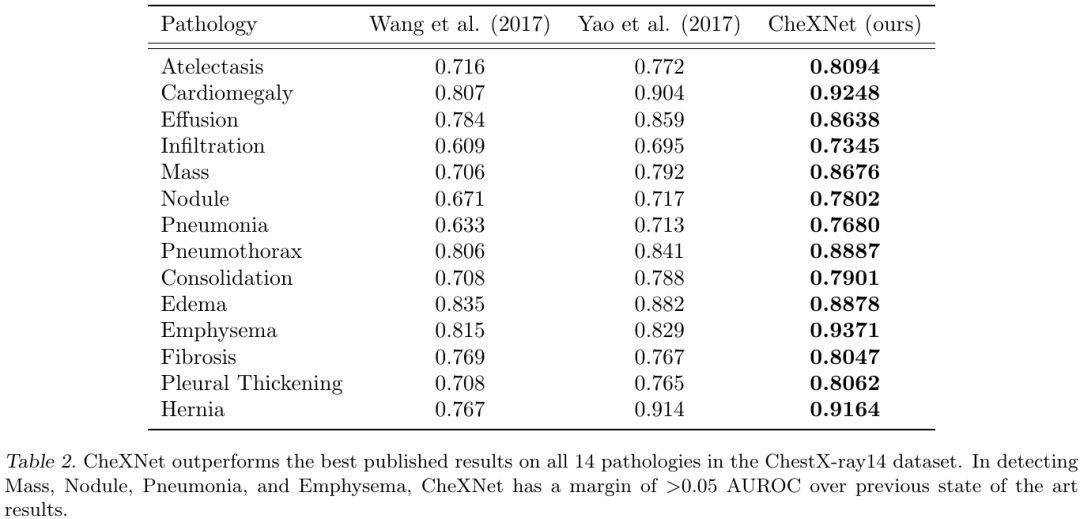 Pathology Wang et al. (2017) Yao et al. (2017) CheXNet (ours)
Atelectasis 0.716 0.772 0.8094
Cardiomegaly 0.807 0.904 0.9248
Effusion 0.784 0.859 0.8638
Infiltration 0.609 0.695 0.7345
Mass 0.706 0.792 0.8676
Nodule 0.671 0.717 0.7802
Pneumonia 0.633 0.713 0.7680
Pneumothorax 0.806 0.841 0.8887
Consolidation 0.708 0.788 0.7901
Edema 0.835 0.882 0.8878
Emphysema 0.815 0.829 0.9371
Fibrosis 0.769 0.767 0.8047
Pleural Thickening 0.708 0.765 0.8062
Hernia 0.767 0.914 0.9164
Table 2. CheXNet outperforms the best published results on all 14 pathologies in the ChestX-ray14 dataset. In detecting
Mass, Nodule, Pneumonia, and Emphysema, CheXNet has a margin of >0.05 AUROC over previous state of the art
results.